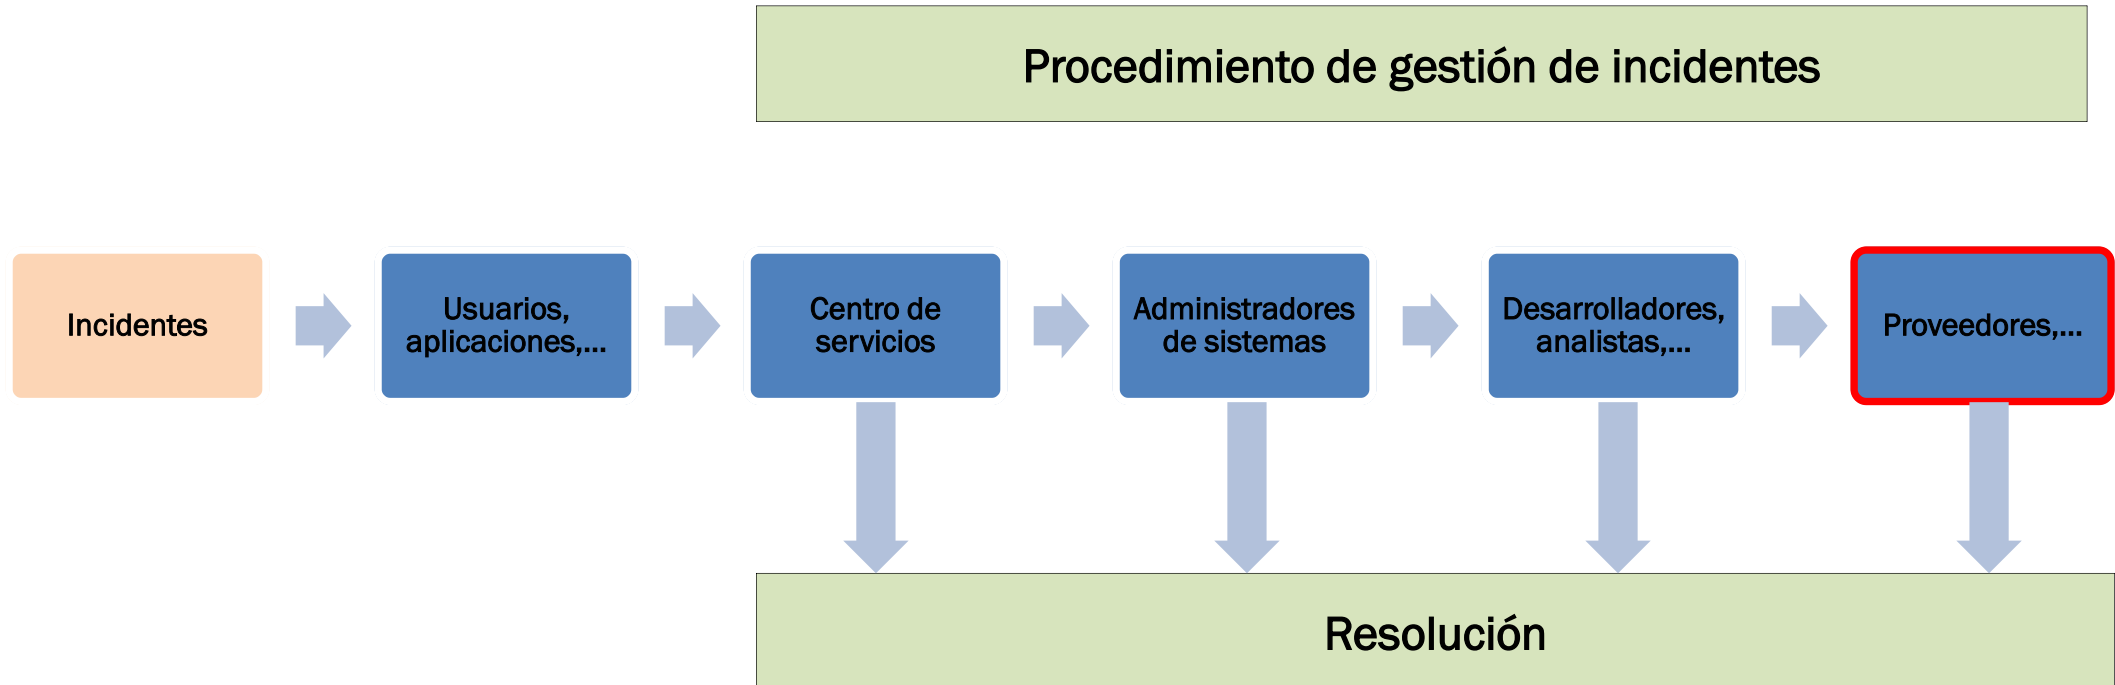 Procedimiento de gestión de incidentes
Incidentes
Usuarios,
aplicaciones,...
Centro de
servicios
Administradores
de sistemas
Desarrolladores,
analistas,...
Proveedores,...
Resolución